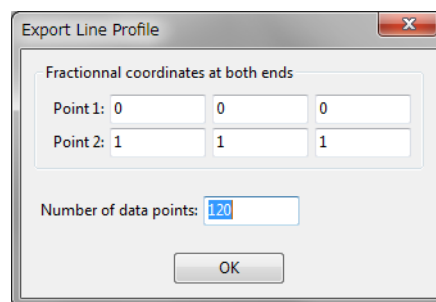 Export Line Profile
Fractionnal coordinates at both ends
Point 1: 0 0 0
Point 2: 1 1 1
Number of data points: 120
OK